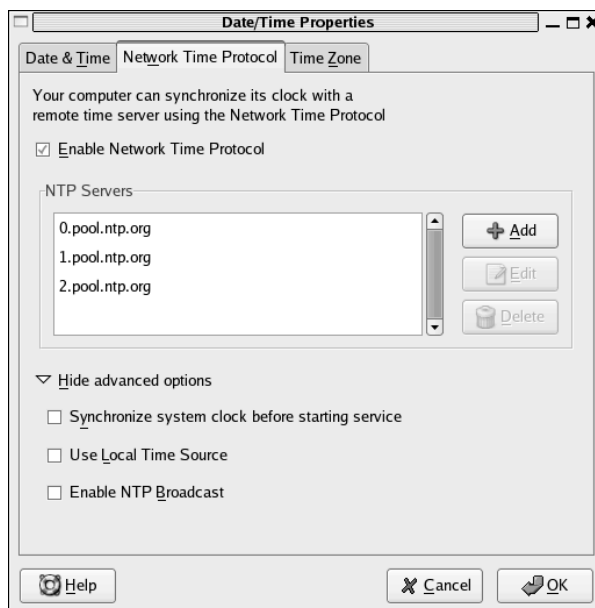 Date/Time Properties
Date & Time Network Time Protocol Time Zone
Your computer can synchronize its clock with a
remote time server using the Network Time Protocol
Enable Network Time Protocol
NTP Servers
0.pool.ntp.org
1.pool.ntp.org
2.pool.ntp.org
Add
Edit
Delete
Hide advanced options
Synchronize system clock before starting service
Use Local Time Source
Enable NTP Broadcast
Help Cancel OK